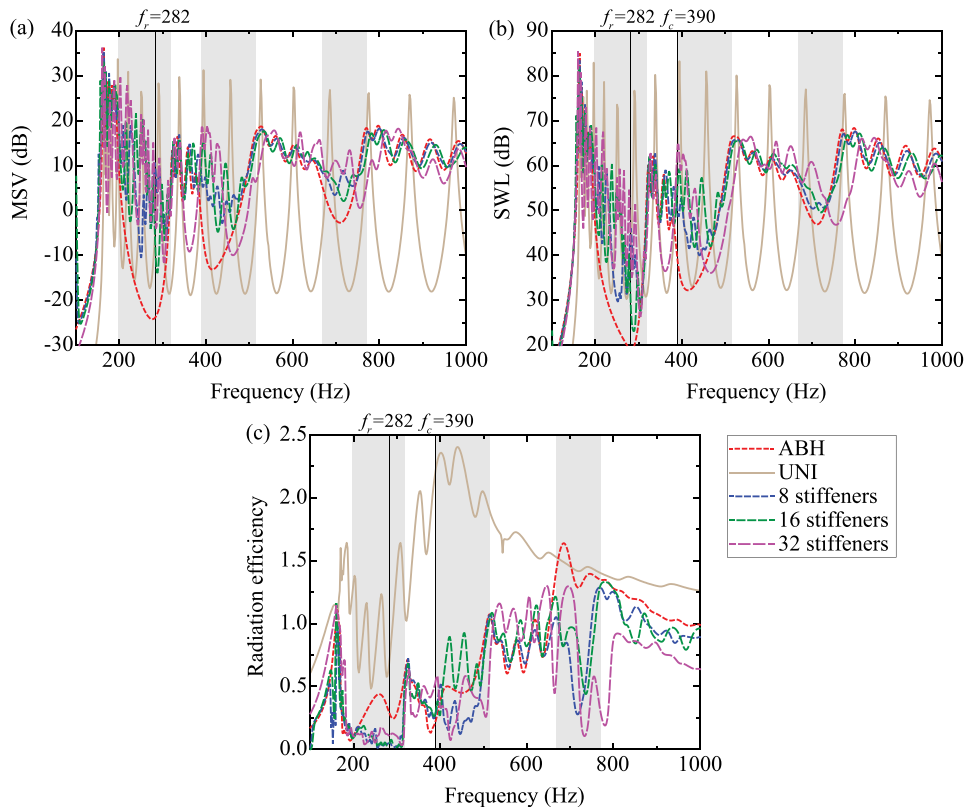 (a)
f_r=282
MSV (dB)
40
30
20
10
0
-10
-20
-30
200 400 600 800 1000
Frequency (Hz)
(b)
f_r=282 f_c=390
SWL (dB)
90
80
70
60
50
40
30
20
200 400 600 800 1000
Frequency (Hz)
(c)
f_r=282 f_c=390
Radiation efficiency
2.5
2.0
1.5
1.0
0.5
0.0
200 400 600 800 1000
Frequency (Hz)
ABH
UNI
8 stiffeners
16 stiffeners
32 stiffeners